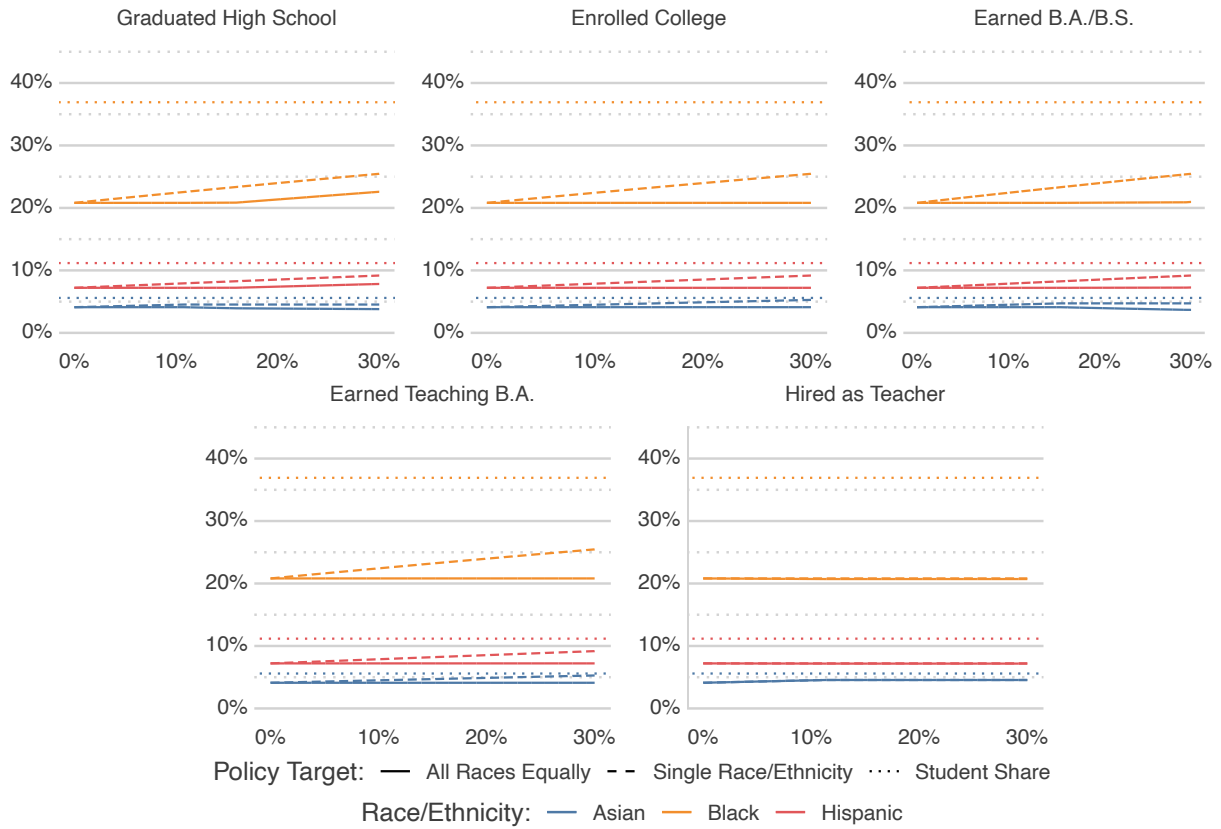 Graduated High School
Enrolled College
Earned B.A./B.S.
40%
30%
20%
10%
0%
0% 10% 20% 30%
40%
30%
20%
10%
0%
0% 10% 20% 30%
40%
30%
20%
10%
0%
0% 10% 20% 30%
Earned Teaching B.A.
Hired as Teacher
40%
30%
20%
10%
0%
0% 10% 20% 30%
40%
30%
20%
10%
0%
0% 10% 20% 30%
Policy Target: All Races Equally Single Race/Ethnicity Student Share
Race/Ethnicity: Asian Black Hispanic